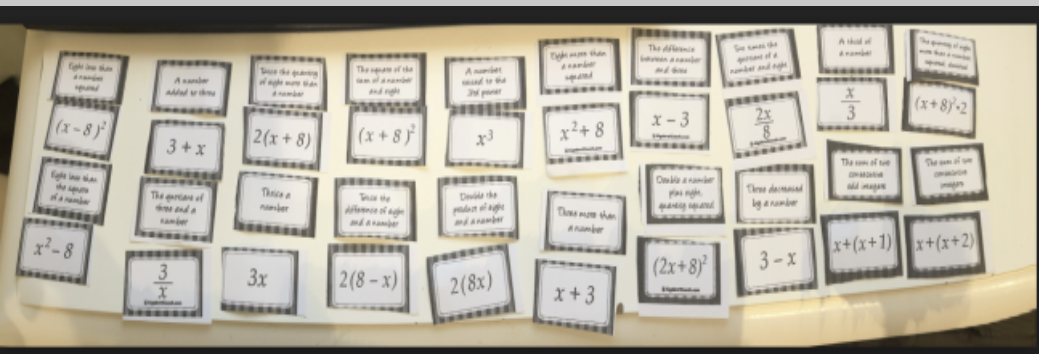 Eight less than
a number
squared
A number
added to three
Twice the quantity
of eight more than
a number
The square of the
sum of a number
and eight
A number
raised to the
3rd power
Eight more than
a number
squared
The difference
between a number
and three
Two times the
quotient of a
number and eight
A third of
a number
The quantity of eight
more than a number
squared, doubled
(x - 8)²
3 + x
2(x + 8)
(x + 8)²
x³
x² + 8
x - 3
2x
8
x
3
(x + 8)²•2
Eight less than
the square
of a number
The quotient of
three and a
number
Thrice a
number
Twice the
difference of eight
and a number
Double the
product of eight
and a number
Three more than
a number
Double a number
plus eight,
quantity squared
Three decreased
by a number
The sum of two
consecutive
odd integers
The sum of two
consecutive
integers
x² - 8
3
x
3x
2(8 - x)
2(8x)
x + 3
(2x+8)²
3 - x
x+(x+1)
x+(x+2)